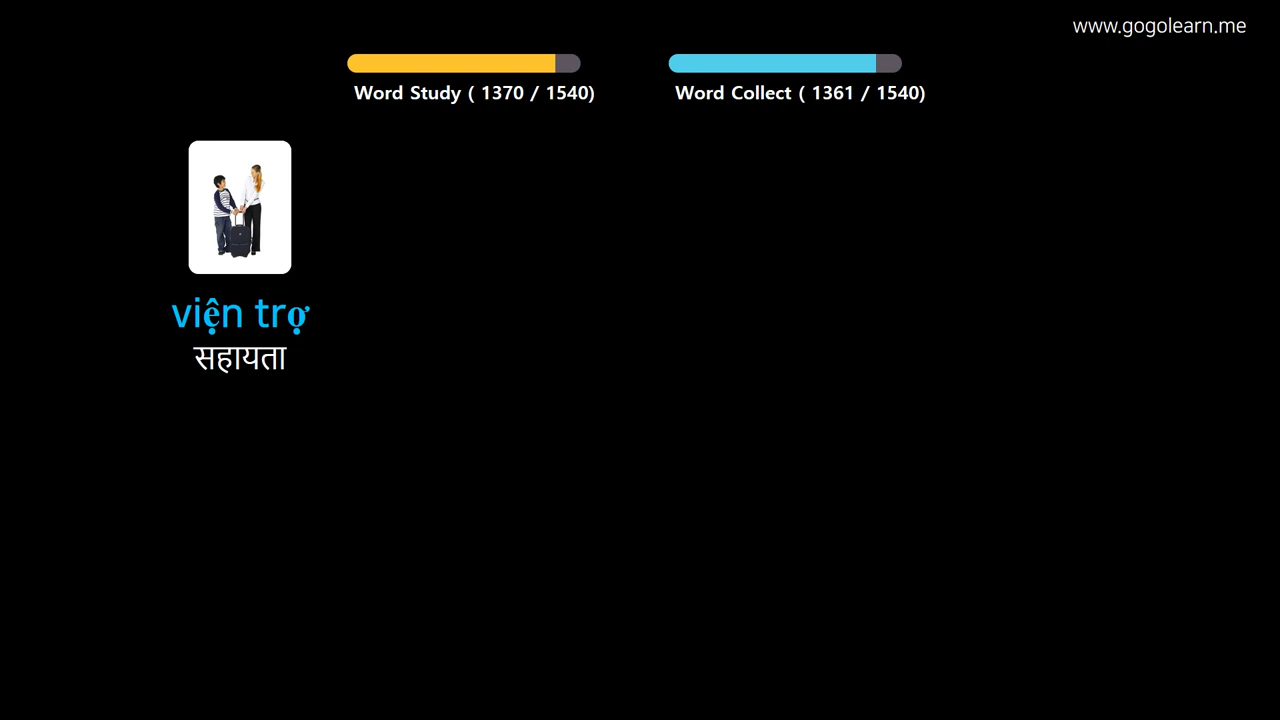 www.gogolearn.me
Word Study ( 1370 / 1540)
Word Collect ( 1361 / 1540)
viện trợ
सहायता